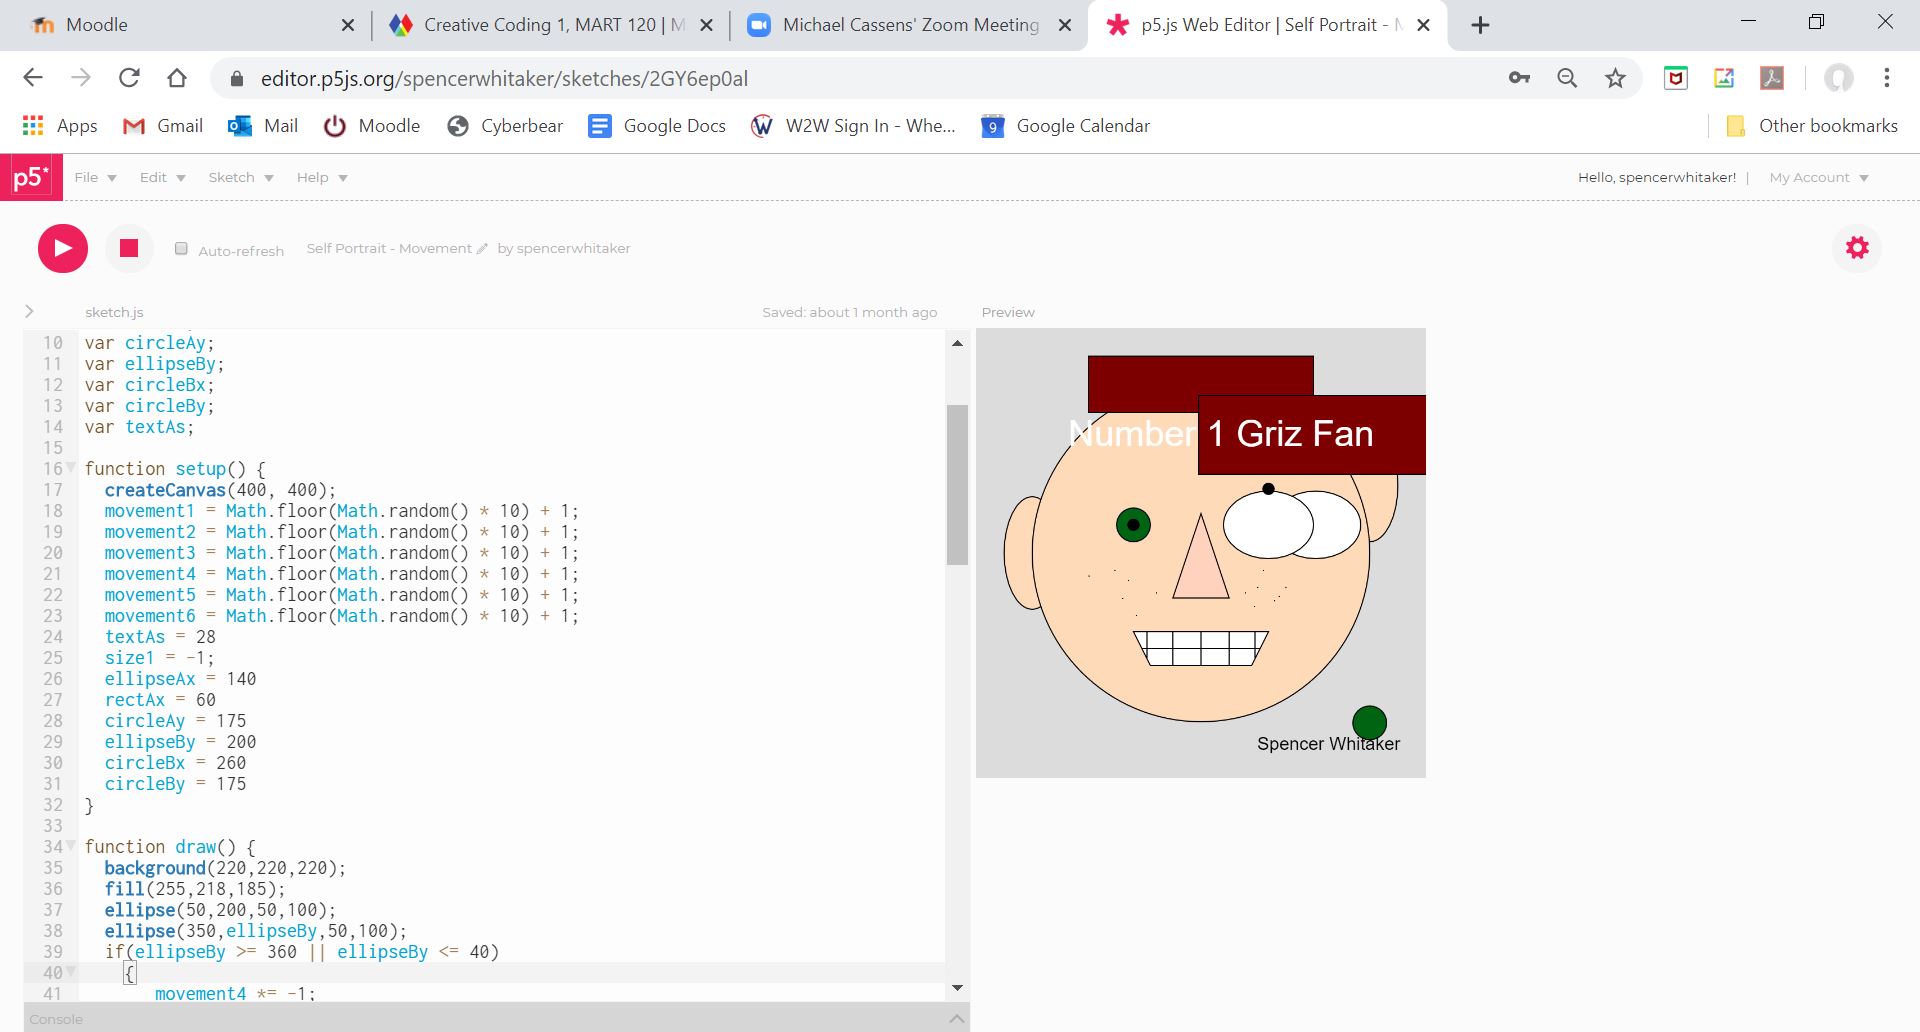 Moodle
Creative Coding 1, MART 120 | M
Michael Cassens' Zoom Meeting
p5.js Web Editor | Self Portrait - M
editor.p5js.org/spencerwhitaker/sketches/2GY6ep0al
Apps Gmail Mail Moodle Cyberbear Google Docs W2W Sign In - Whe... 9 Google Calendar Other bookmarks
p5* File Edit Sketch Help Hello, spencerwhitaker! | My Account
Auto-refresh Self Portrait - Movement by spencerwhitaker
sketch.js Saved: about 1 month ago Preview
10 var circleAy;
11 var ellipseBy;
12 var circleBx;
13 var circleBy;
14 var textAs;
15
16 function setup() {
17 createCanvas(400, 400);
18 movement1 = Math.floor(Math.random() * 10) + 1;
19 movement2 = Math.floor(Math.random() * 10) + 1;
20 movement3 = Math.floor(Math.random() * 10) + 1;
21 movement4 = Math.floor(Math.random() * 10) + 1;
22 movement5 = Math.floor(Math.random() * 10) + 1;
23 movement6 = Math.floor(Math.random() * 10) + 1;
24 textAs = 28
25 size1 = -1;
26 ellipseAx = 140
27 rectAx = 60
28 circleAy = 175
29 ellipseBy = 200
30 circleBx = 260
31 circleBy = 175
32 }
33
34 function draw() {
35 background(220,220,220);
36 fill(255,218,185);
37 ellipse(50,200,50,100);
38 ellipse(350,ellipseBy,50,100);
39 if(ellipseBy >= 360 || ellipseBy <= 40)
40 {
41 movement4 *= -1;
Console
Number 1 Griz Fan
Spencer Whitaker